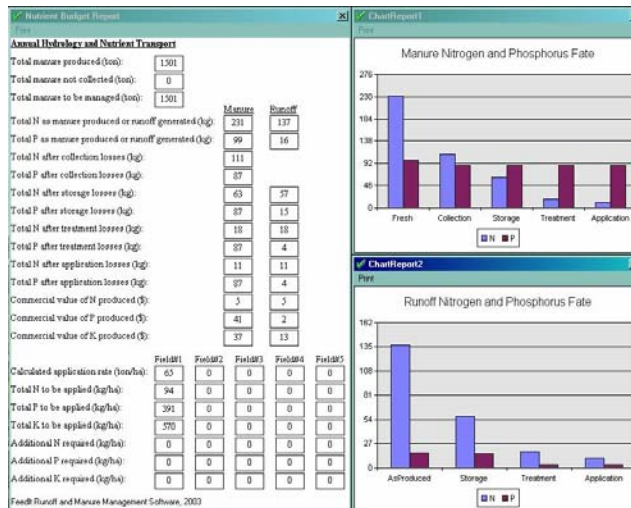 Nutrient Budget Report
Print
Annual Hydrology and Nutrient Transport
Total manure produced (ton): 1501
Total manure not collected (ton): 0
Total manure to be managed (ton): 1501
Manure Runoff
Total N as manure produced or runoff generated (kg): 231 137
Total P as manure produced or runoff generated (kg): 99 16
Total N after collection losses (kg): 111
Total P after collection losses (kg): 87
Total N after storage losses (kg): 63 57
Total P after storage losses (kg): 87 15
Total N after treatment losses (kg): 18 18
Total P after treatment losses (kg): 87 4
Total N after application losses (kg): 11 11
Total P after application losses (kg): 87 4
Commercial value of N produced ($): 5 5
Commercial value of P produced ($): 41 2
Commercial value of K produced ($): 37 13
Field#1 Field#2 Field#3 Field#4 Field#5
Calculated application rate (ton/ha): 65 0 0 0 0
Total N to be applied (kg/ha): 94 0 0 0 0
Total P to be applied (kg/ha): 391 0 0 0 0
Total K to be applied (kg/ha): 570 0 0 0 0
Additional N required (kg/ha): 0 0 0 0 0
Additional P required (kg/ha): 0 0 0 0 0
Additional K required (kg/ha): 0 0 0 0 0
Runoff and Manure Management Software, 2003
ChartReport1
Print
Manure Nitrogen and Phosphorus Fate
276
230
184
138
92
46
0
Fresh Collection Storage Treatment Application
N P
ChartReport2
Print
Runoff Nitrogen and Phosphorus Fate
162
135
108
81
54
27
0
AsProduced Storage Treatment Application
N P